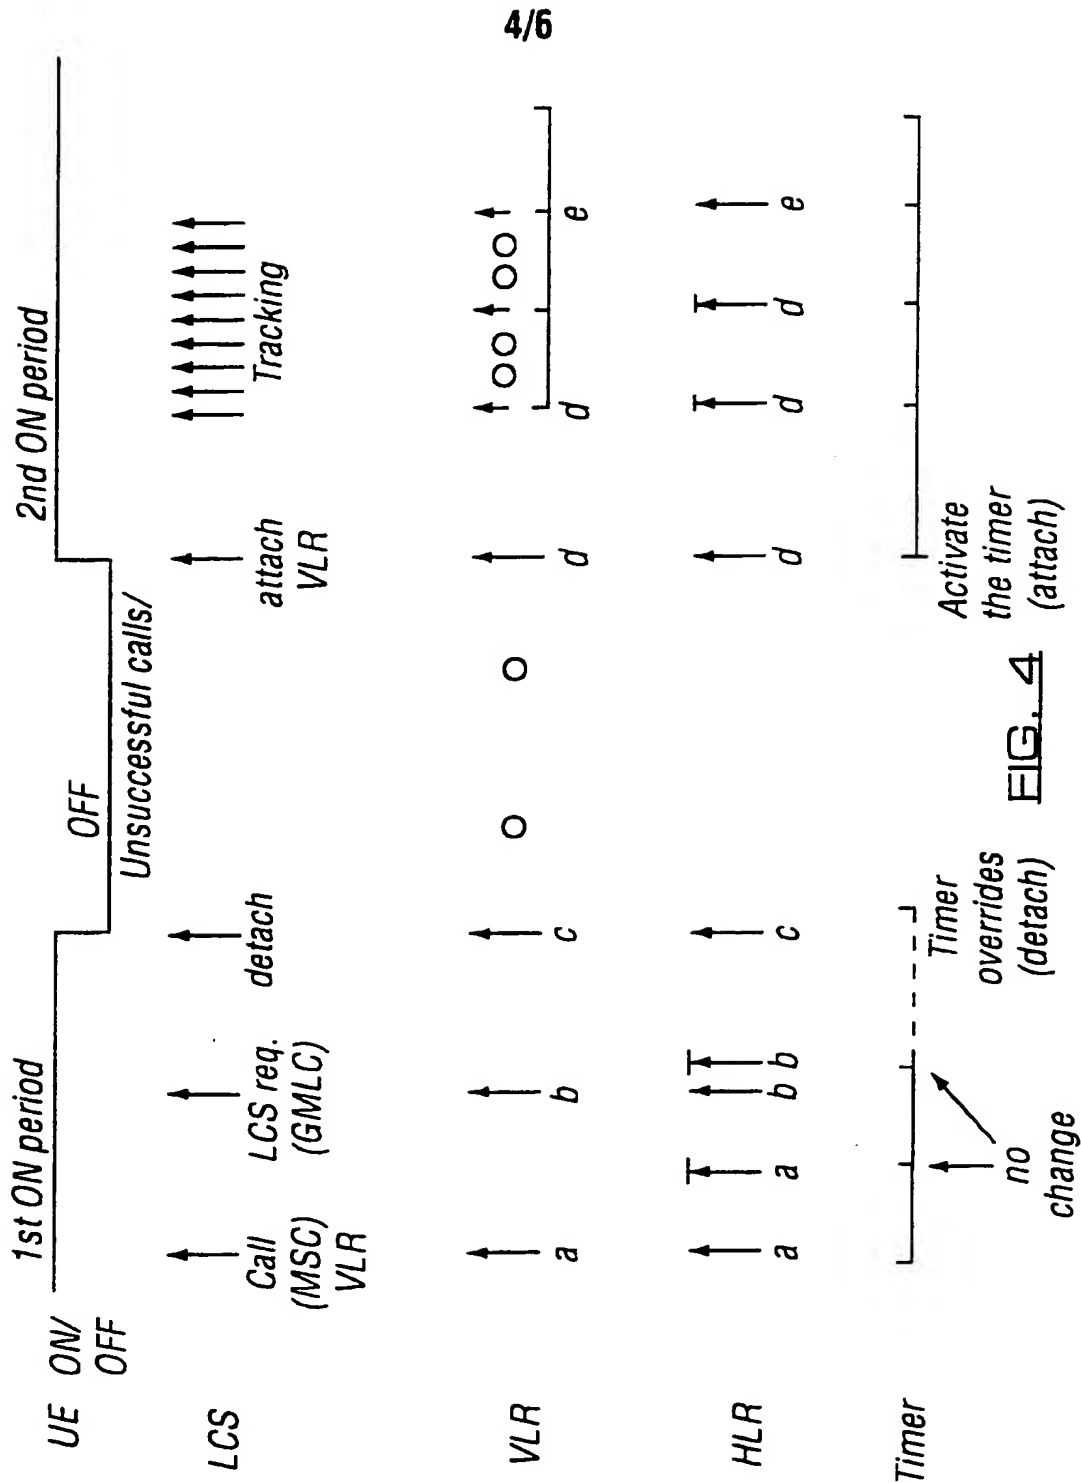 4/6
UE ON/
OFF
1st ON period
OFF
2nd ON period
Unsuccessful calls/
LCS
Call
(MSC)
VLR
LCS req.
(GMLC)
detach
attach
VLR
Tracking
VLR
a
b
c
d
d
e
HLR
a
a
b
b
c
d
d
d
e
Timer
no
change
Timer
overrides
(detach)
Activate
the timer
(attach)
FIG. 4